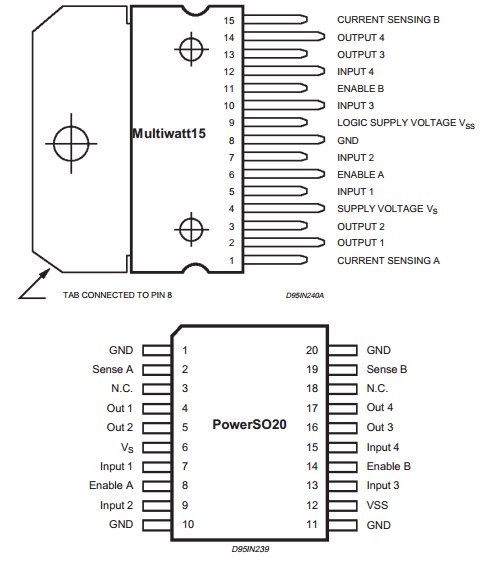 15 CURRENT SENSING B
14 OUTPUT 4
13 OUTPUT 3
12 INPUT 4
11 ENABLE B
10 INPUT 3
9 LOGIC SUPPLY VOLTAGE VSS
8 GND
7 INPUT 2
6 ENABLE A
5 INPUT 1
4 SUPPLY VOLTAGE VS
3 OUTPUT 2
2 OUTPUT 1
1 CURRENT SENSING A
Multiwatt15
TAB CONNECTED TO PIN 8
D95IN240A
GND 1 20 GND
Sense A 2 19 Sense B
N.C. 3 18 N.C.
Out 1 4 17 Out 4
Out 2 5 PowerSO20 16 Out 3
VS 6 15 Input 4
Input 1 7 14 Enable B
Enable A 8 13 Input 3
Input 2 9 12 VSS
GND 10 11 GND
D95IN239